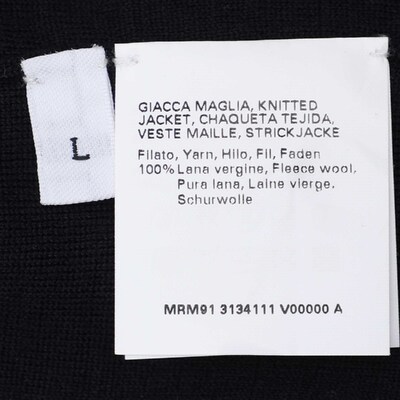 L
GIACCA MAGLIA, KNITTED
JACKET, CHAQUETA TEJIDA,
VESTE MAILLE, STRICKJACKE
Filato, Yarn, Hilo, Fil, Faden
100% Lana vergine, Fleece wool,
Pura lana, Laine vierge.
Schurwolle
MRM91 3134111 V00000 A